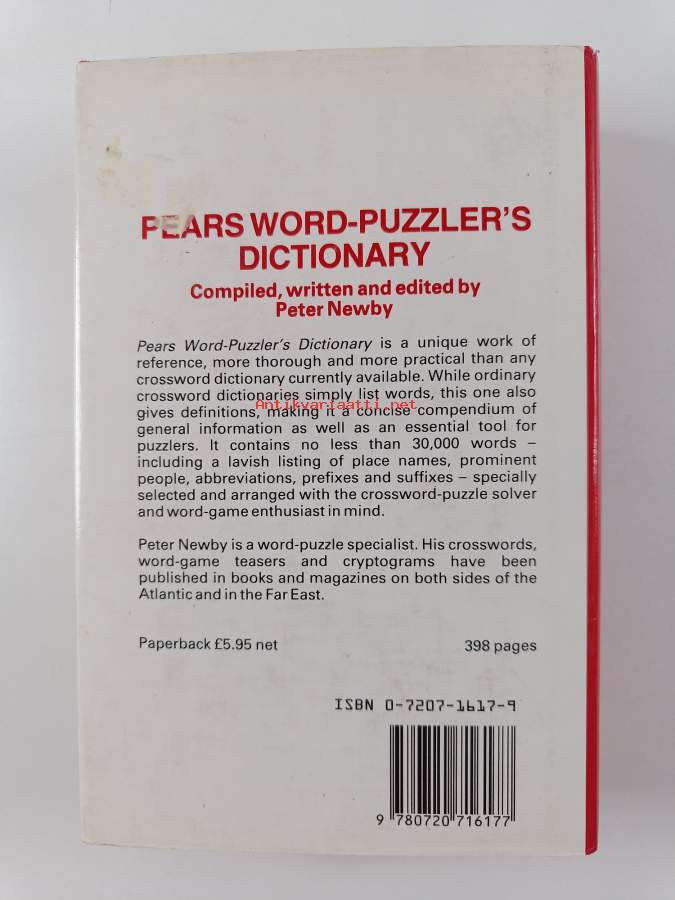 PEARS WORD-PUZZLER'S
DICTIONARY
Compiled, written and edited by
Peter Newby
Pears Word-Puzzler's Dictionary is a unique work of
reference, more thorough and more practical than any
crossword dictionary currently available. While ordinary
crossword dictionaries simply list words, this one also
Antikvariaatti.net
gives definitions, making it a concise compendium of
general information as well as an essential tool for
puzzlers. It contains no less than 30,000 words –
including a lavish listing of place names, prominent
people, abbreviations, prefixes and suffixes – specially
selected and arranged with the crossword-puzzle solver
and word-game enthusiast in mind.
Peter Newby is a word-puzzle specialist. His crosswords,
word-game teasers and cryptograms have been
published in books and magazines on both sides of the
Atlantic and in the Far East.
Paperback £5.95 net 398 pages
ISBN 0-7207-1617-9
9 780720 716177